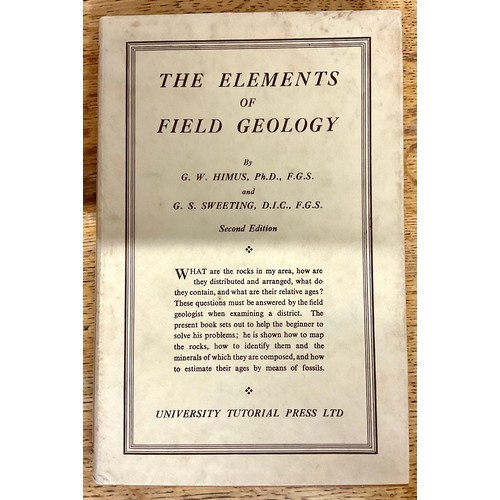 THE ELEMENTS
OF
FIELD GEOLOGY
By
G. W. HIMUS, Ph.D., F.G.S.
and
G. S. SWEETING, D.I.C., F.G.S.
Second Edition
WHAT are the rocks in my area, how are
they distributed and arranged, what do
they contain, and what are their relative ages?
These questions must be answered by the field
geologist when examining a district. The
present book sets out to help the beginner to
solve his problems; he is shown how to map
the rocks, how to identify them and the
minerals of which they are composed, and how
to estimate their ages by means of fossils.
UNIVERSITY TUTORIAL PRESS LTD